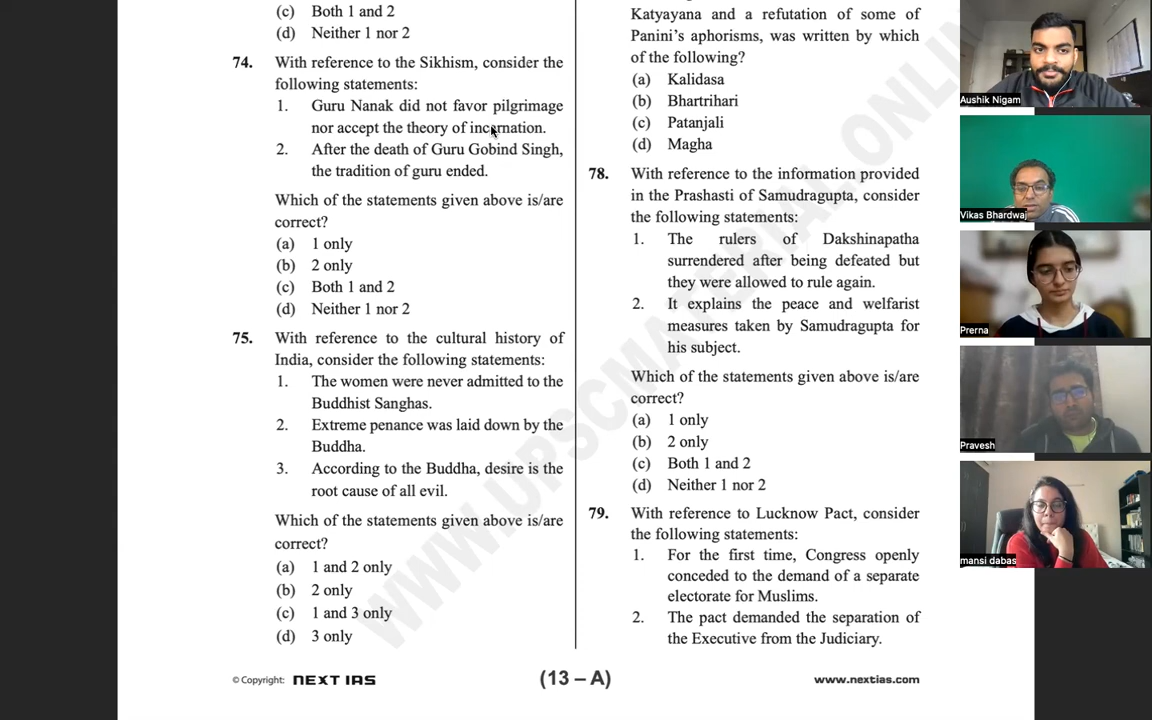 (c) Both 1 and 2
(d) Neither 1 nor 2
74. With reference to the Sikhism, consider the
following statements:
1. Guru Nanak did not favor pilgrimage
nor accept the theory of incarnation.
2. After the death of Guru Gobind Singh,
the tradition of guru ended.
Which of the statements given above is/are
correct?
(a) 1 only
(b) 2 only
(c) Both 1 and 2
(d) Neither 1 nor 2
75. With reference to the cultural history of
India, consider the following statements:
1. The women were never admitted to the
Buddhist Sanghas.
2. Extreme penance was laid down by the
Buddha.
3. According to the Buddha, desire is the
root cause of all evil.
Which of the statements given above is/are
correct?
(a) 1 and 2 only
(b) 2 only
(c) 1 and 3 only
(d) 3 only
Katyayana and a refutation of some of
Panini's aphorisms, was written by which
of the following?
(a) Kalidasa
(b) Bhartrihari
(c) Patanjali
(d) Magha
78. With reference to the information provided
in the Prashasti of Samudragupta, consider
the following statements:
1. The rulers of Dakshinapatha
surrendered after being defeated but
they were allowed to rule again.
2. It explains the peace and welfarist
measures taken by Samudragupta for
his subject.
Which of the statements given above is/are
correct?
(a) 1 only
(b) 2 only
(c) Both 1 and 2
(d) Neither 1 nor 2
79. With reference to Lucknow Pact, consider
the following statements:
1. For the first time, Congress openly
conceded to the demand of a separate
electorate for Muslims.
2. The pact demanded the separation of
the Executive from the Judiciary.
© Copyright: NEXT IAS
(13 – A)
www.nextias.com
WWW.UPSCMATERIAL.ONLIN
Aushik Nigam
Vikas Bhardwaj
Prerna
Pravesh
mansi dabas